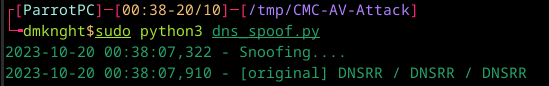 [ParrotPC]─[00:38-20/10]─[/tmp/CMC-AV-Attack]
dmknght$sudo python3 dns_spoof.py
2023-10-20 00:38:07,322 - Snoofing....
2023-10-20 00:38:07,910 - [original] DNSRR / DNSRR / DNSRR